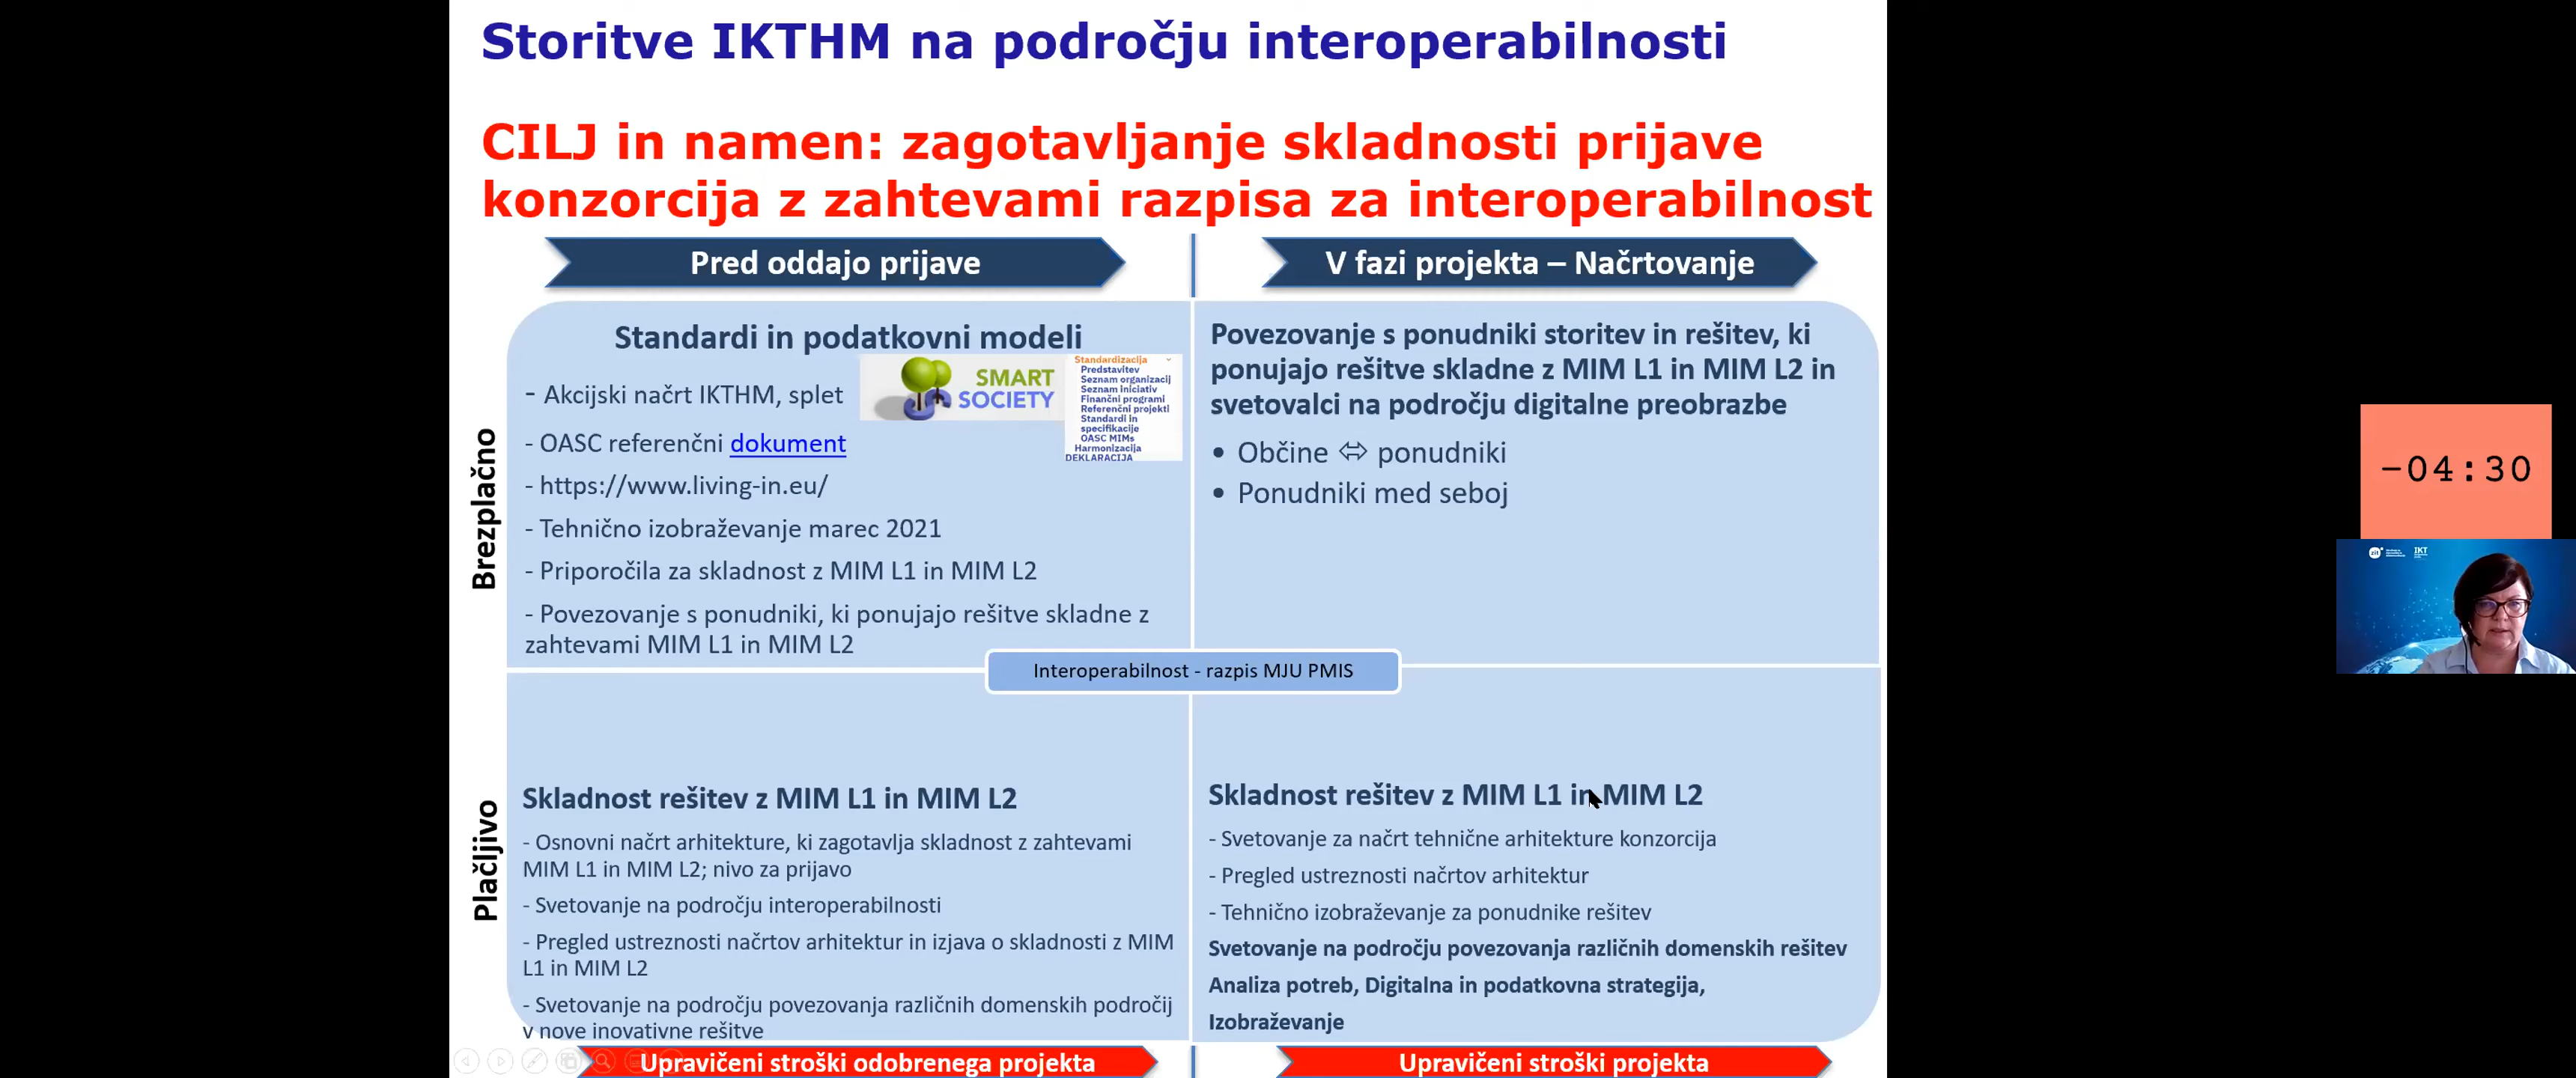 Storitve IKTHM na področju interoperabilnosti
CILJ in namen: zagotavljanje skladnosti prijave
konzorcija z zahtevami razpisa za interoperabilnost
Pred oddajo prijave
V fazi projekta – Načrtovanje
Brezplačno
Standardi in podatkovni modeli
- Akcijski načrt IKTHM, splet
SMART
SOCIETY
Standardizacija
Predstavitev
Seznam organizacij
Seznam iniciativ
Finančni programi
Referenčni projekti
Standardi in
specifikacije
OASC MIMs
Harmonizacija
DEKLARACIJA
- OASC referenčni dokument
- https://www.living-in.eu/
- Tehnično izobraževanje marec 2021
- Priporočila za skladnost z MIM L1 in MIM L2
- Povezovanje s ponudniki, ki ponujajo rešitve skladne z
zahtevami MIM L1 in MIM L2
Povezovanje s ponudniki storitev in rešitev, ki
ponujajo rešitve skladne z MIM L1 in MIM L2 in
svetovalci na področju digitalne preobrazbe
• Občine ⇔ ponudniki
• Ponudniki med seboj
Interoperabilnost - razpis MJU PMIS
Plačljivo
Skladnost rešitev z MIM L1 in MIM L2
- Osnovni načrt arhitekture, ki zagotavlja skladnost z zahtevami
MIM L1 in MIM L2; nivo za prijavo
- Svetovanje na področju interoperabilnosti
- Pregled ustreznosti načrtov arhitektur in izjava o skladnosti z MIM
L1 in MIM L2
- Svetovanje na področju povezovanja različnih domenskih področij
v nove inovativne rešitve
Skladnost rešitev z MIM L1 in MIM L2
- Svetovanje za načrt tehnične arhitekture konzorcija
- Pregled ustreznosti načrtov arhitektur
- Tehnično izobraževanje za ponudnike rešitev
Svetovanje na področju povezovanja različnih domenskih rešitev
Analiza potreb, Digitalna in podatkovna strategija,
Izobraževanje
Upravičeni stroški odobrenega projekta
Upravičeni stroški projekta
-04:30
zit
IKT